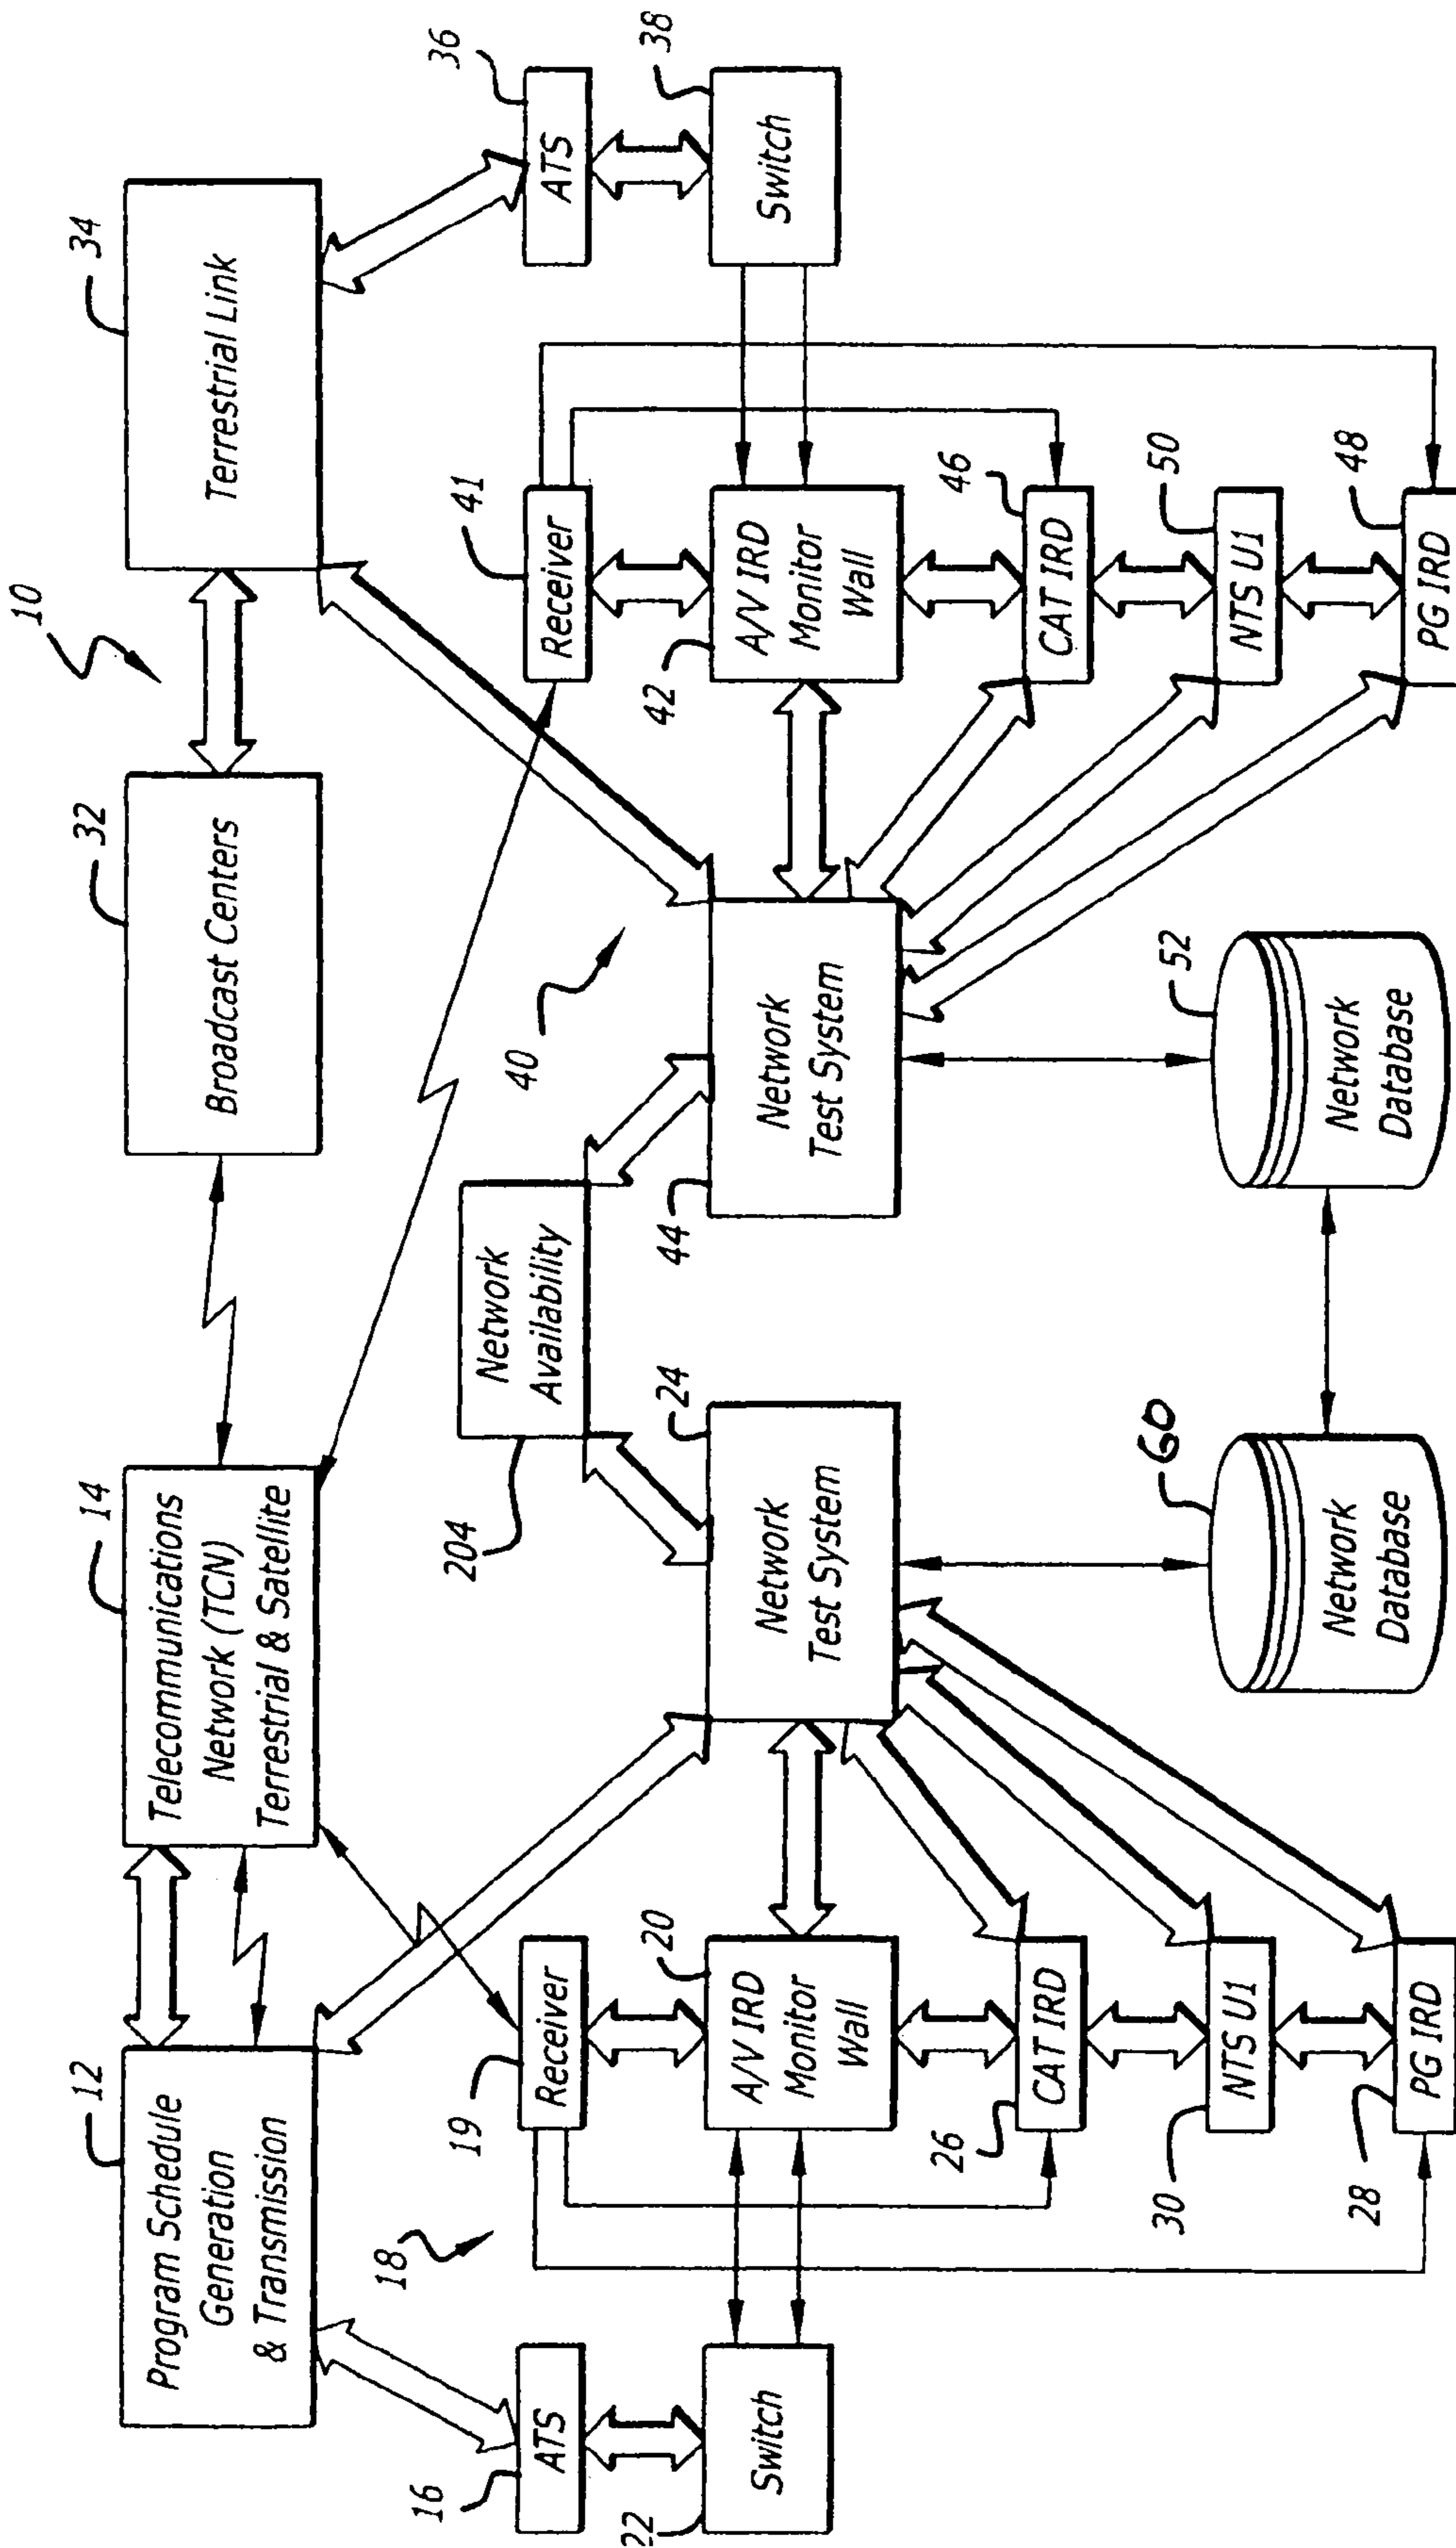 10
12
Program Schedule
Generation
& Transmission
14
Telecommunications
Network (TCN)
Terrestrial & Satellite
32
Broadcast Centers
34
Terrestrial Link
16
ATS
22
Switch
18
19
Receiver
20
A/V IRD
Monitor
Wall
26
CAT IRD
30
NTS U1
28
PG IRD
24
Network
Test System
204
Network
Availability
60
Network
Database
40
44
Network
Test System
52
Network
Database
41
Receiver
42
A/V IRD
Monitor
Wall
46
CAT IRD
50
NTS U1
48
PG IRD
36
ATS
38
Switch